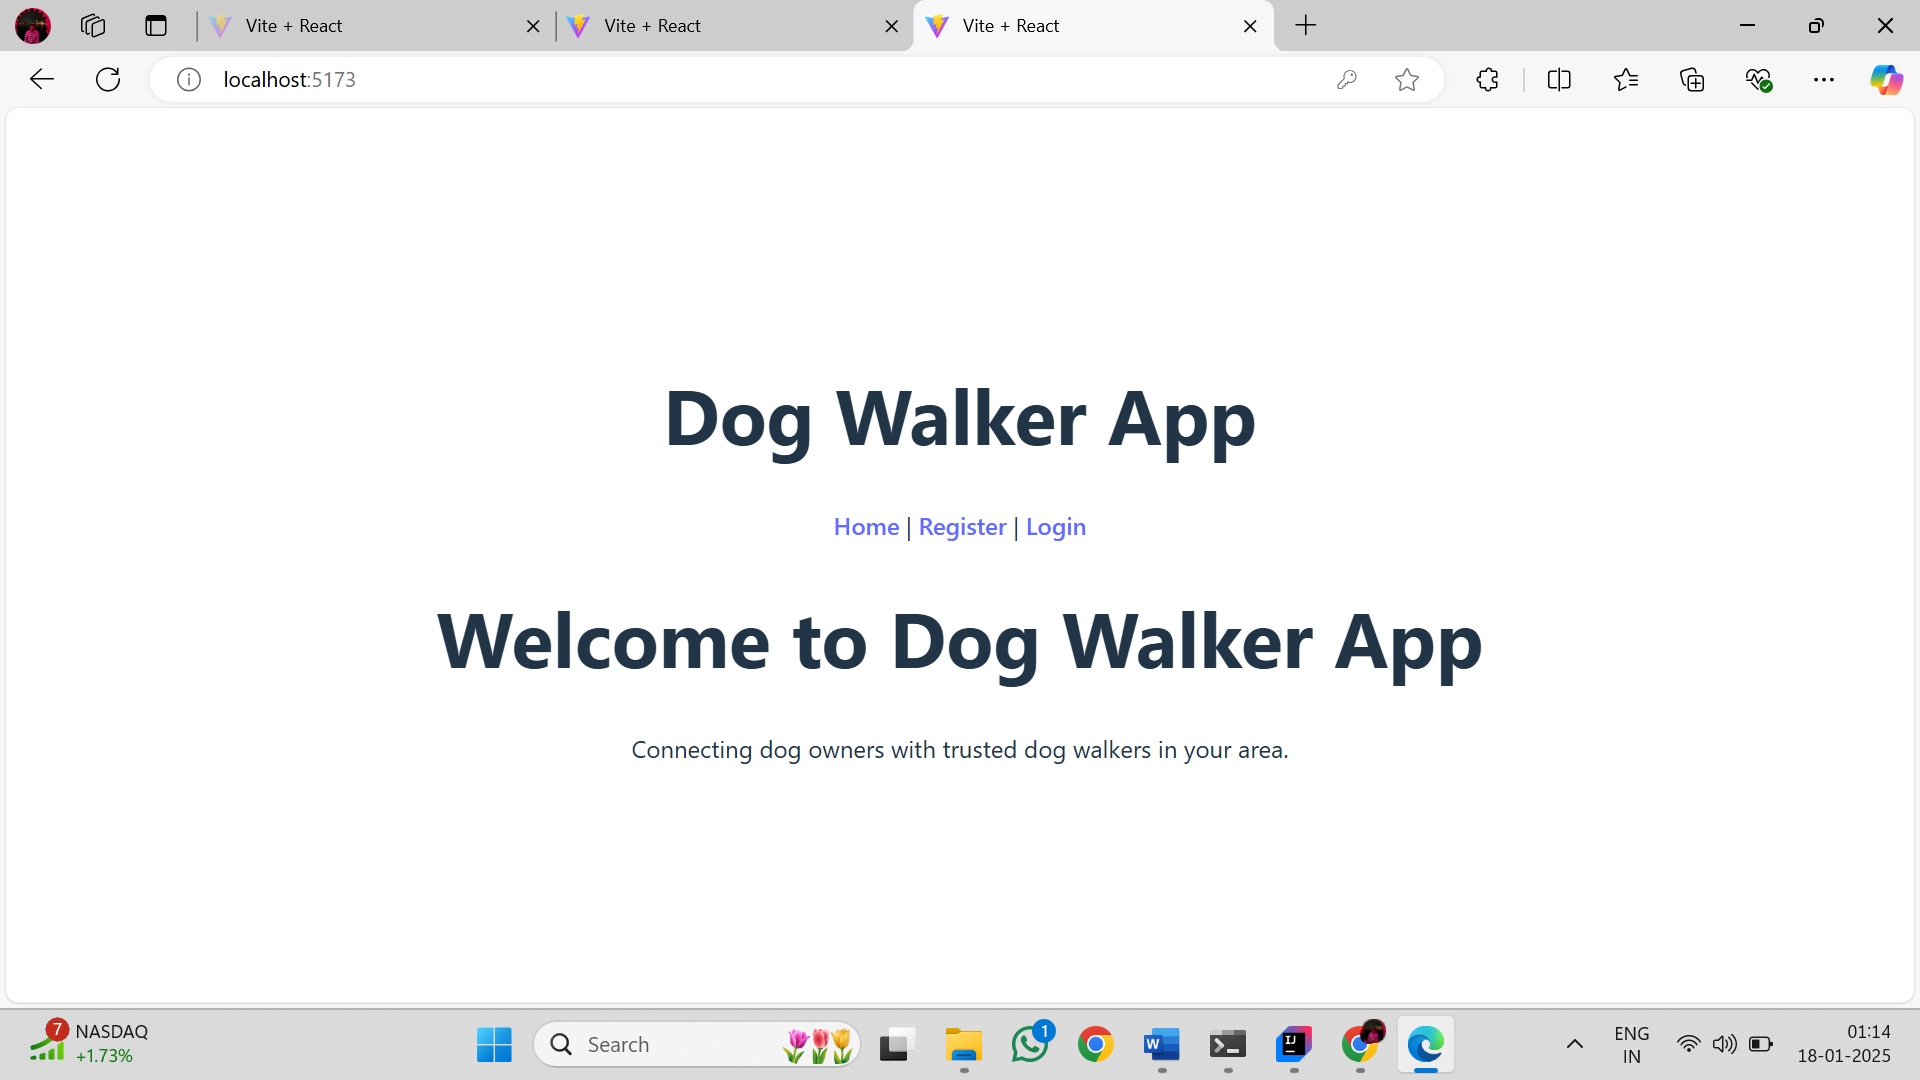 Vite + React
Vite + React
Vite + React
localhost:5173
Dog Walker App
Home | Register | Login
Welcome to Dog Walker App
Connecting dog owners with trusted dog walkers in your area.
7
NASDAQ
+1.73%
Search
1
W
IJ
ENG
IN
01:14
18-01-2025